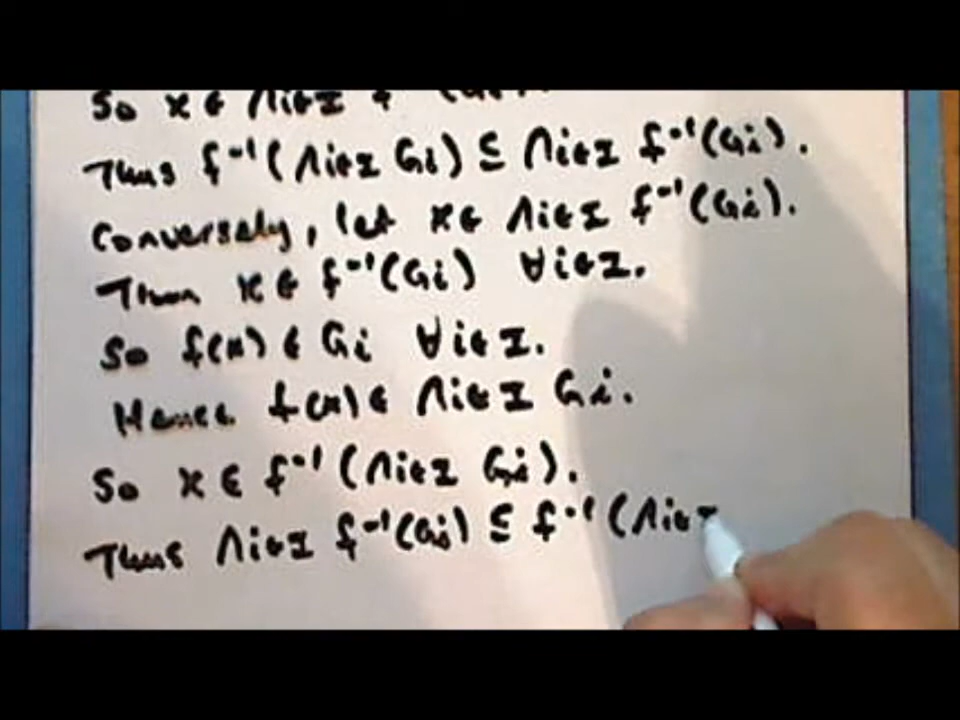 So x ∈ ∩i∈I f
Thus f⁻¹(∩i∈I Gi) ⊆ ∩i∈I f⁻¹(Gi).
Conversely, let x ∈ ∩i∈I f⁻¹(Gi).
Then x ∈ f⁻¹(Gi) ∀i∈I.
So f(x) ∈ Gi ∀i∈I.
Hence f(x) ∈ ∩i∈I Gi.
So x ∈ f⁻¹(∩i∈I Gi).
Thus ∩i∈I f⁻¹(Gi) ⊆ f⁻¹(∩i∈I